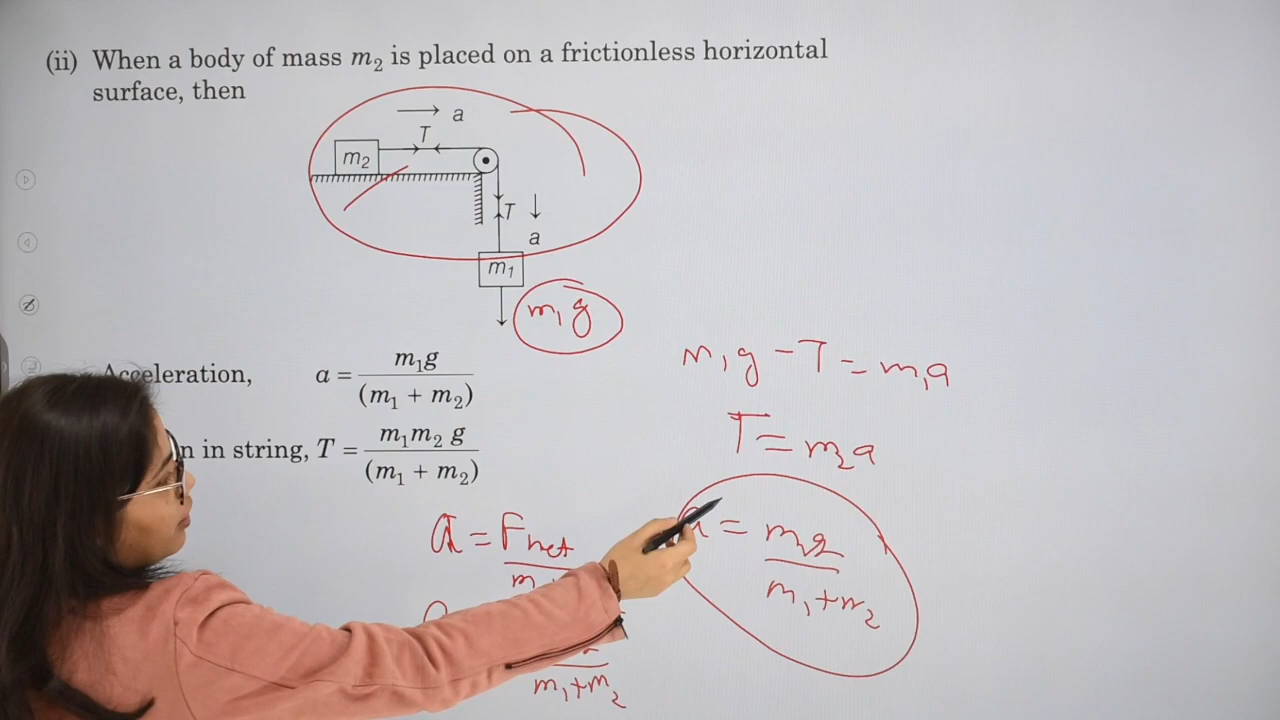 (ii) When a body of mass m₂ is placed on a frictionless horizontal
surface, then
a
T
m₂
T
a
m₁
m₁g
Acceleration, a = m₁g / (m₁ + m₂)
n in string, T = m₁m₂ g / (m₁ + m₂)
m₁g - T = m₁a
T = m₂a
a = Fnet
= mg / m₁+m₂
m₁+m₂